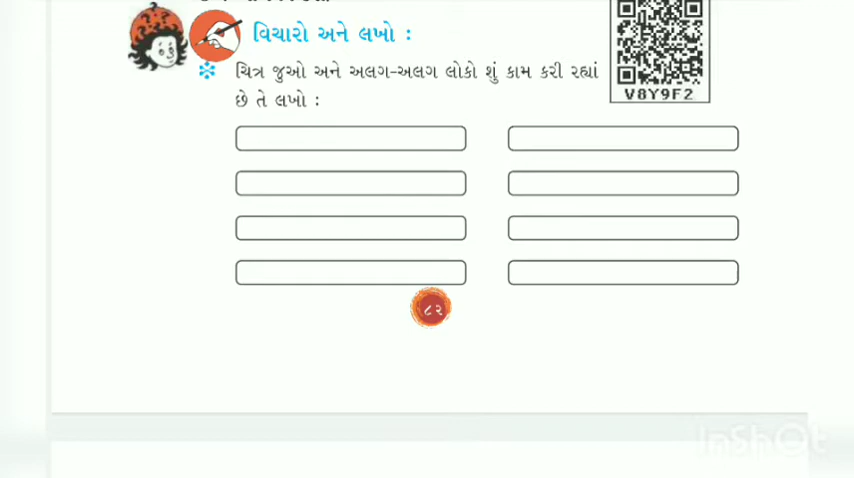 વિચારો અને લખો :
ચિત્ર જુઓ અને અલગ-અલગ લોકો શું કામ કરી રહ્યાં
છે તે લખો :
V8Y9F2
૮૨
InShOt